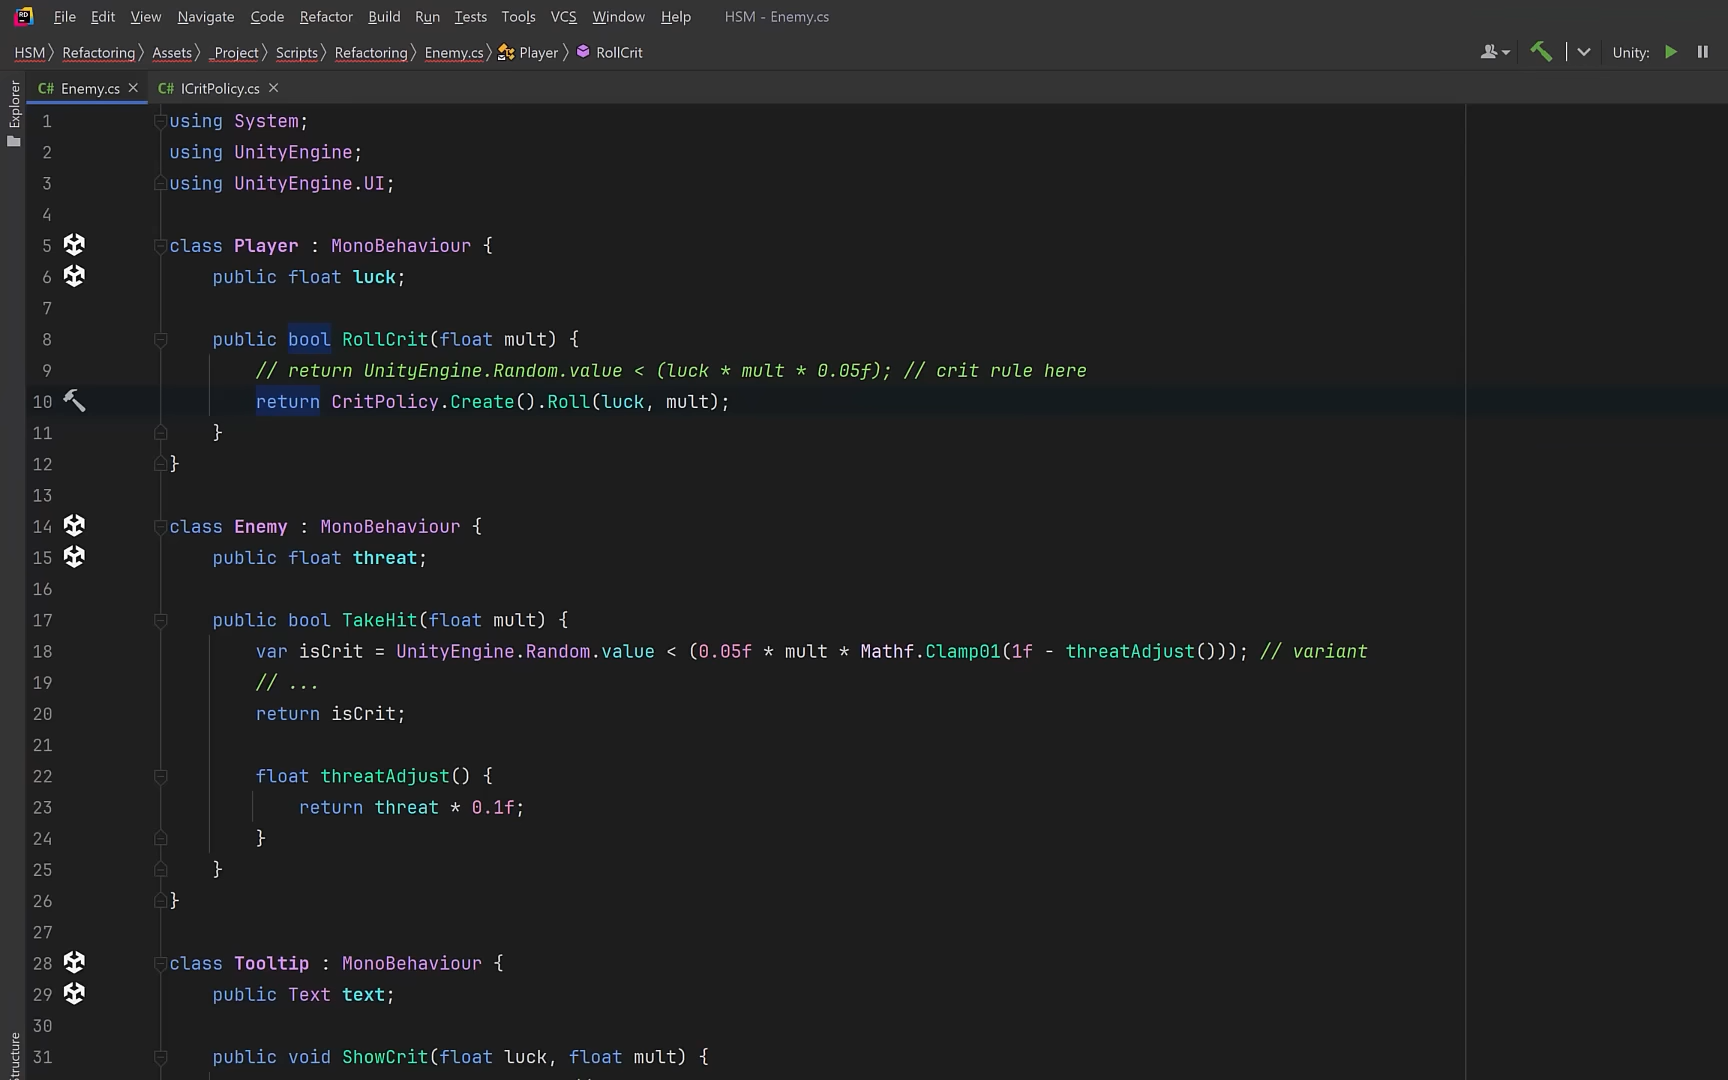 RD File Edit View Navigate Code Refactor Build Run Tests Tools VCS Window Help HSM - Enemy.cs
HSM Refactoring Assets _Project Scripts Refactoring Enemy.cs Player RollCrit Unity:
C# Enemy.cs C# ICritPolicy.cs
Explorer
1 using System;
2 using UnityEngine;
3 using UnityEngine.UI;
4
5 class Player : MonoBehaviour {
6 public float luck;
7
8 public bool RollCrit(float mult) {
9 // return UnityEngine.Random.value < (luck * mult * 0.05f); // crit rule here
10 return CritPolicy.Create().Roll(luck, mult);
11 }
12 }
13
14 class Enemy : MonoBehaviour {
15 public float threat;
16
17 public bool TakeHit(float mult) {
18 var isCrit = UnityEngine.Random.value < (0.05f * mult * Mathf.Clamp01(1f - threatAdjust())); // variant
19 // ...
20 return isCrit;
21
22 float threatAdjust() {
23 return threat * 0.1f;
24 }
25 }
26 }
27
28 class Tooltip : MonoBehaviour {
29 public Text text;
30
31 public void ShowCrit(float luck, float mult) {
Structure